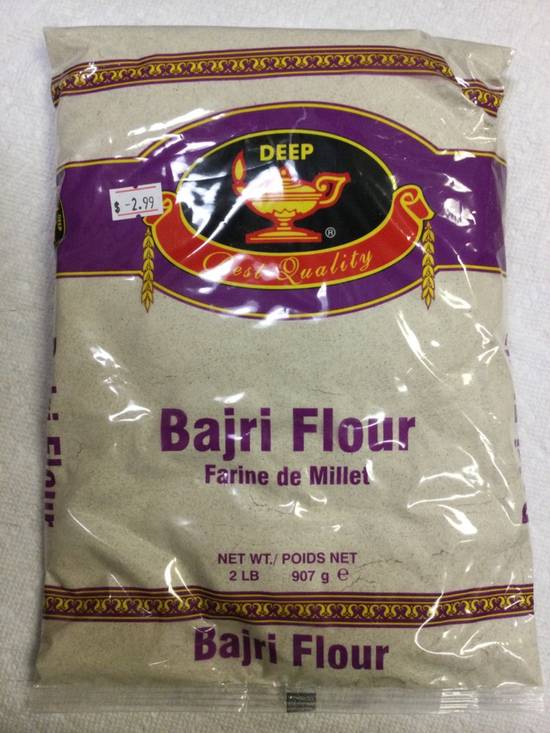 DEEP
$ -2.99
®
Best Quality
Bajri Flour
Farine de Millet
NET WT./ POIDS NET
2 LB 907 g e
Bajri Flour